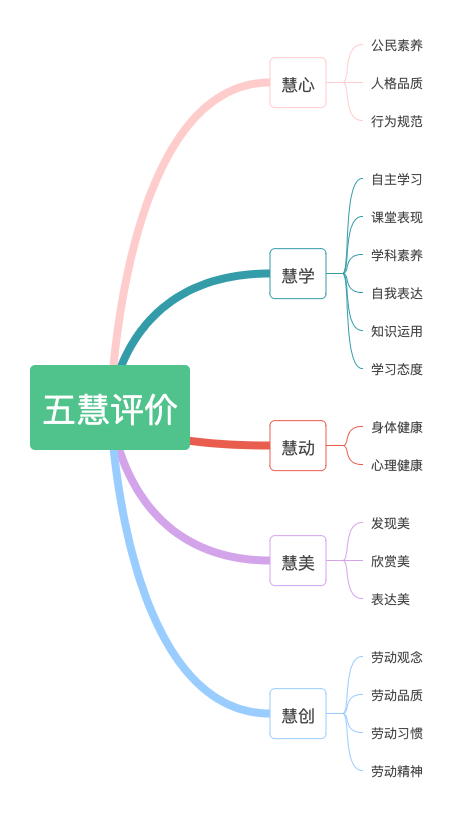 五慧评价
慧心
公民素养
人格品质
行为规范
慧学
自主学习
课堂表现
学科素养
自我表达
知识运用
学习态度
慧动
身体健康
心理健康
慧美
发现美
欣赏美
表达美
慧创
劳动观念
劳动品质
劳动习惯
劳动精神